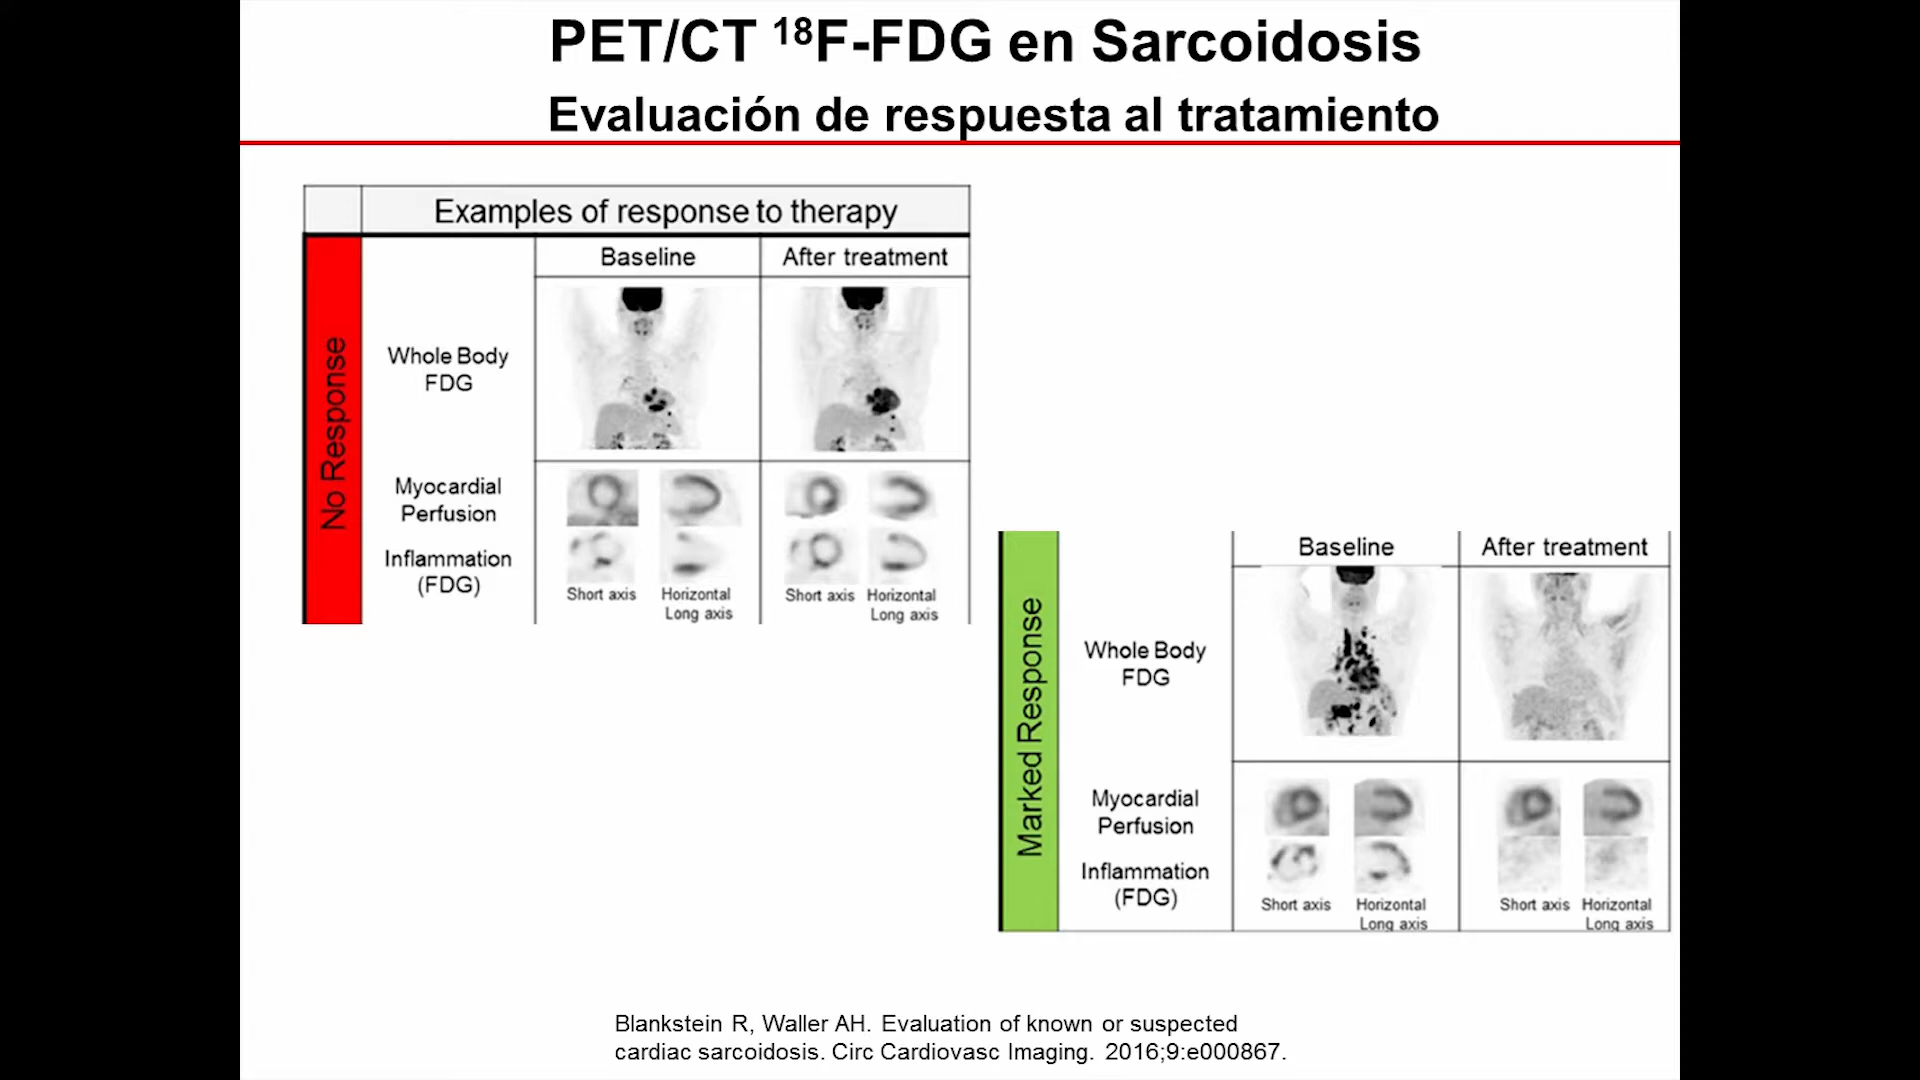 PET/CT ¹⁸F-FDG en Sarcoidosis
Evaluación de respuesta al tratamiento
Examples of response to therapy
Baseline
After treatment
No Response
Whole Body
FDG
Myocardial
Perfusion
Inflammation
(FDG)
Short axis
Horizontal
Long axis
Short axis
Horizontal
Long axis
Baseline
After treatment
Marked Response
Whole Body
FDG
Myocardial
Perfusion
Inflammation
(FDG)
Short axis
Horizontal
Long axis
Short axis
Horizontal
Long axis
Blankstein R, Waller AH. Evaluation of known or suspected
cardiac sarcoidosis. Circ Cardiovasc Imaging. 2016;9:e000867.